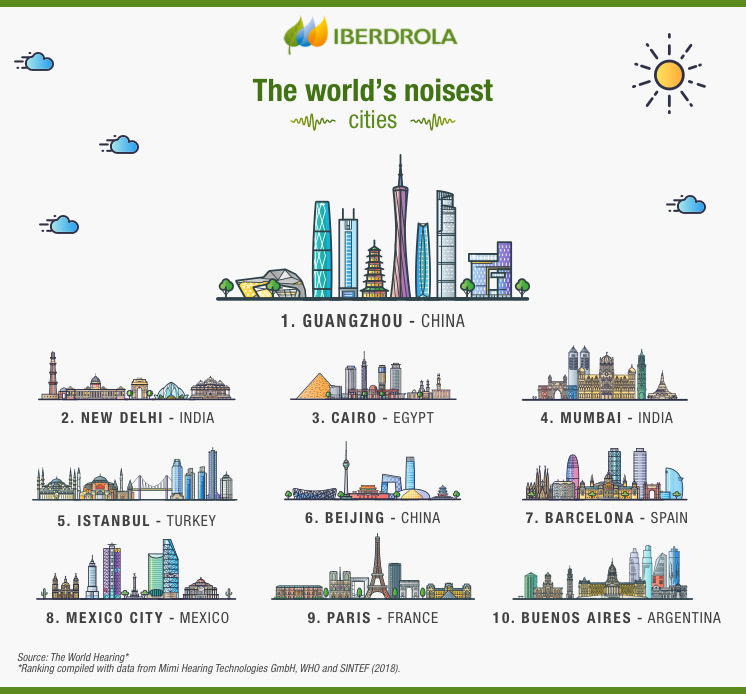 IBERDROLA
The world's noisest
cities
1. GUANGZHOU - CHINA
2. NEW DELHI - INDIA
3. CAIRO - EGYPT
4. MUMBAI - INDIA
5. ISTANBUL - TURKEY
6. BEIJING - CHINA
7. BARCELONA - SPAIN
8. MEXICO CITY - MEXICO
9. PARIS - FRANCE
10. BUENOS AIRES - ARGENTINA
Source: The World Hearing*
*Ranking compiled with data from Mimi Hearing Technologies GmbH, WHO and SINTEF (2018).